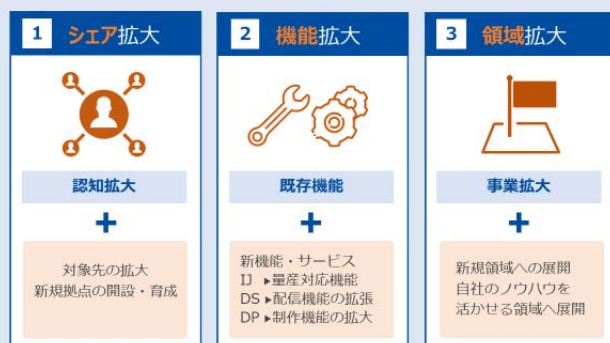 1 シェア拡大
認知拡大
+
対象先の拡大
新規拠点の開設・育成
2 機能拡大
既存機能
+
新機能・サービス
IJ ▶量産対応機能
DS ▶配信機能の拡張
DP ▶制作機能の拡大
3 領域拡大
事業拡大
+
新規領域への展開
自社のノウハウを
活かせる領域へ展開